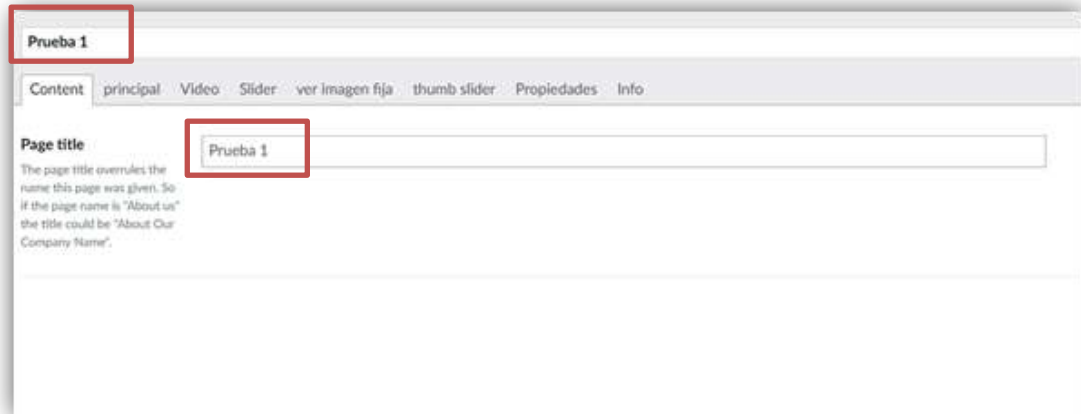 Prueba 1
Content principal Video Slider ver imagen fija thumb slider Propiedades Info
Page title
Prueba 1
The page title overrules the
name this page was given. So
if the page name is "About us"
the title could be "About Our
Company Name".